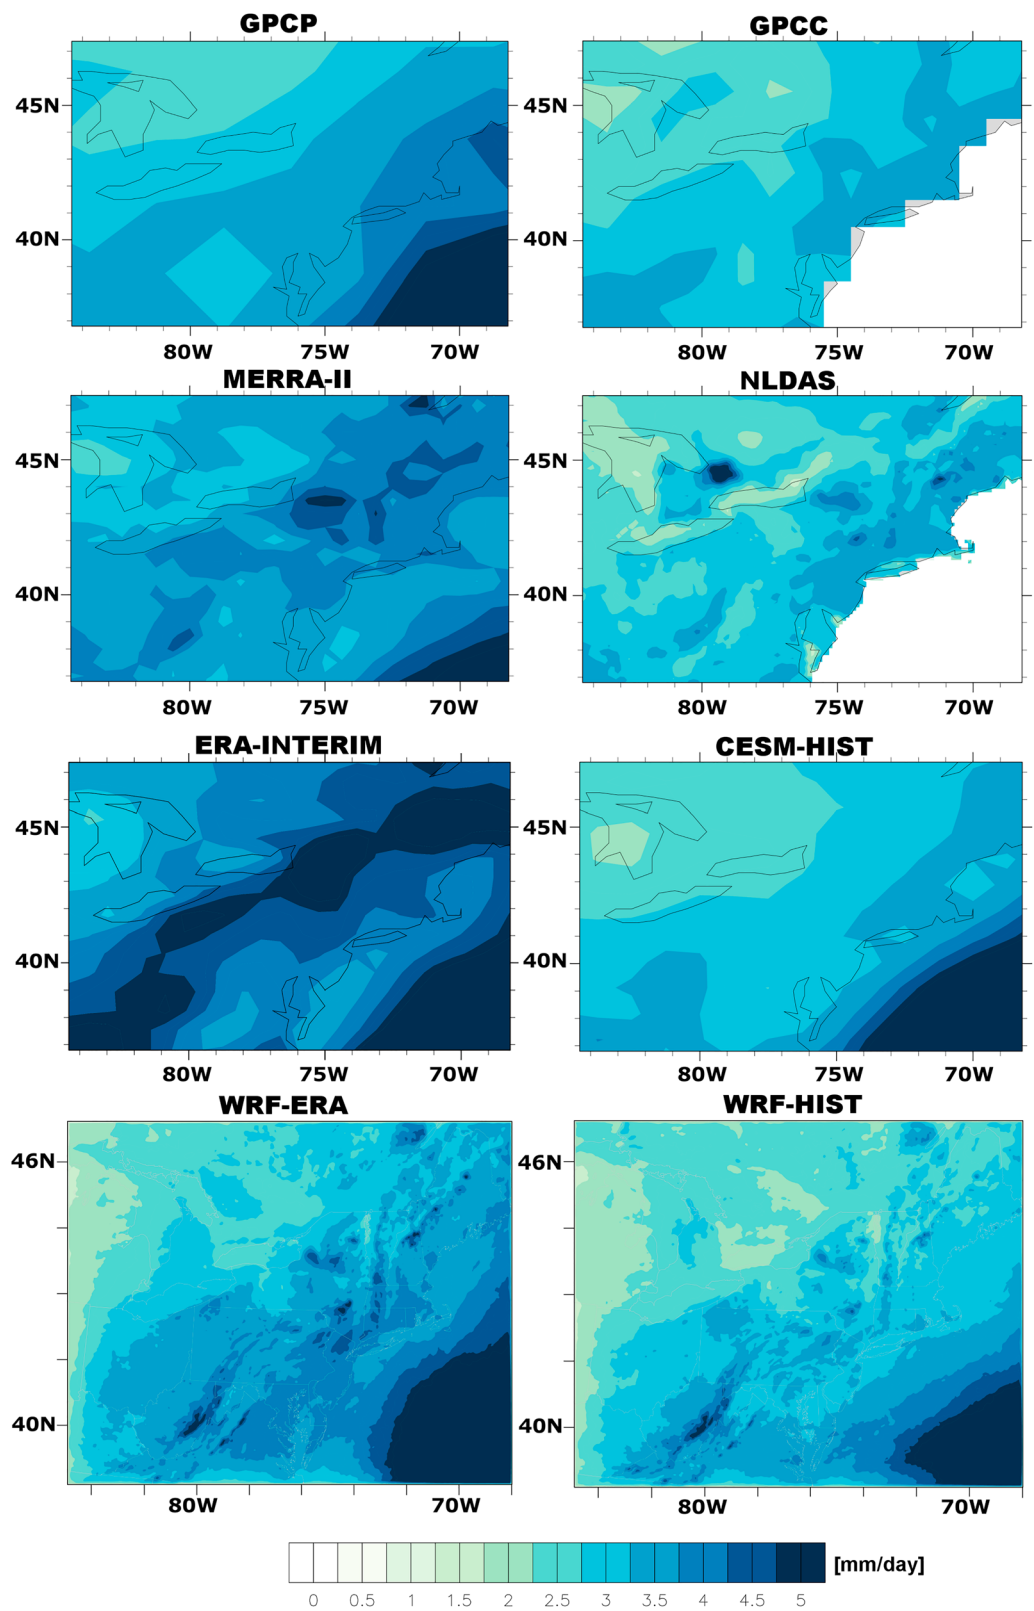 GPCP GPCC
45N 45N
40N 40N
80W 75W 70W 80W 75W 70W
MERRA-II NLDAS
45N 45N
40N 40N
80W 75W 70W 80W 75W 70W
ERA-INTERIM CESM-HIST
45N 45N
40N 40N
80W 75W 70W 80W 75W 70W
WRF-ERA WRF-HIST
46N 46N
40N 40N
80W 70W 80W 70W
[mm/day]
0 0.5 1 1.5 2 2.5 3 3.5 4 4.5 5